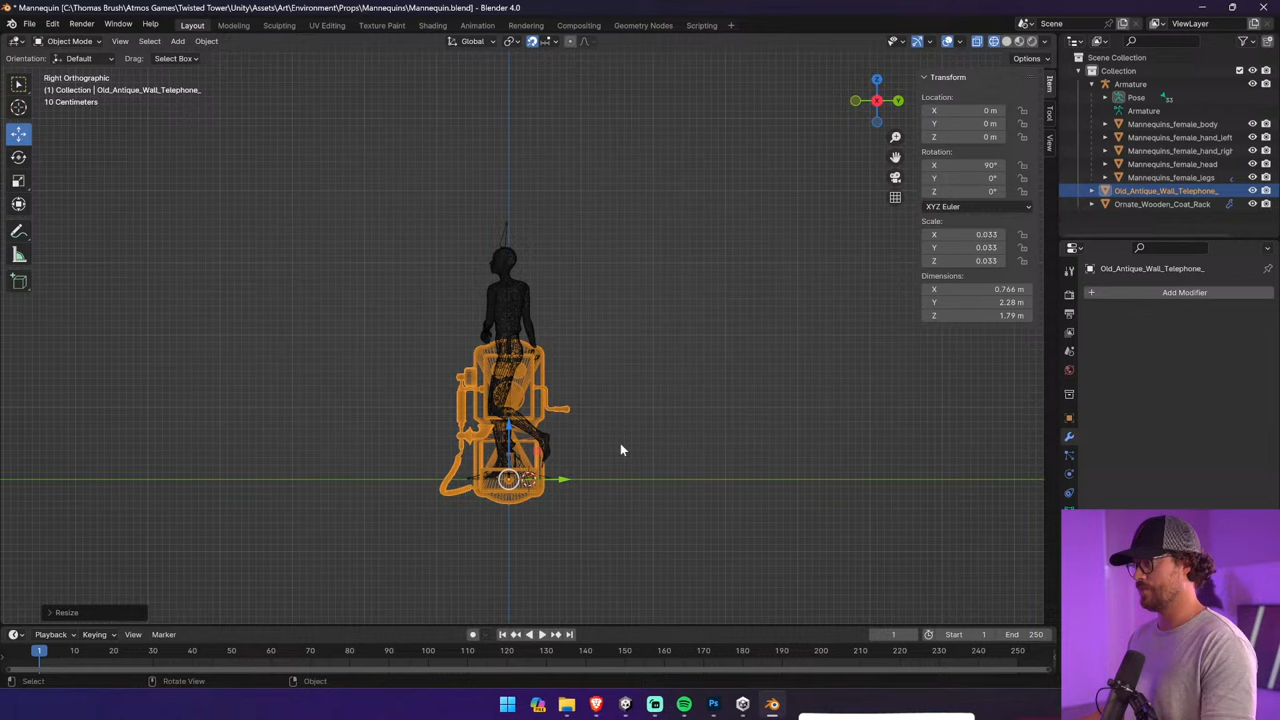 * Mannequin [C:\Thomas Brush\Atmos Games\Twisted Tower\Unity\Assets\Art\Environment\Props\Mannequins\Mannequin.blend] - Blender 4.0
File Edit Render Window Help Layout Modeling Sculpting UV Editing Texture Paint Shading Animation Rendering Compositing Geometry Nodes Scripting + Scene ViewLayer
Object Mode View Select Add Object Global
Orientation: Default Drag: Select Box Options
Right Orthographic
(1) Collection | Old_Antique_Wall_Telephone_
10 Centimeters
X
Y
Z
Transform
Location:
X 0 m
Y 0 m
Z 0 m
Rotation:
X 90°
Y 0°
Z 0°
XYZ Euler
Scale:
X 0.033
Y 0.033
Z 0.033
Dimensions:
X 0.766 m
Y 2.28 m
Z 1.79 m
Item
Tool
View
Scene Collection
Collection
Armature
Pose 33
Armature
Mannequins_female_body
Mannequins_female_hand_left
Mannequins_female_hand_righ
Mannequins_female_head
Mannequins_female_legs
Old_Antique_Wall_Telephone_
Ornate_Wooden_Coat_Rack
Old_Antique_Wall_Telephone_
+ Add Modifier
> Resize
Playback Keying View Marker 1 Start 1 End 250
1 10 20 30 40 50 60 70 80 90 100 110 120 130 140 150 160 170 180 190 200 210 220 230 240 250
Select Rotate View Object